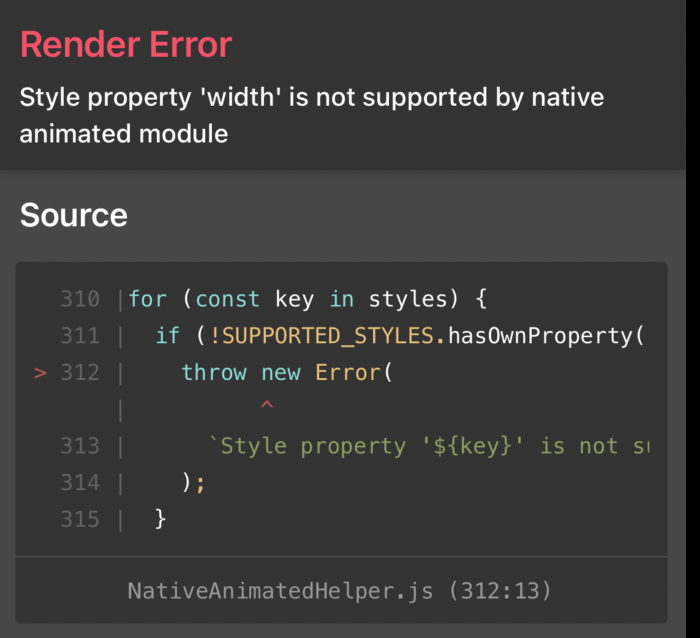 Render Error
Style property 'width' is not supported by native
animated module
Source
310 |for (const key in styles) {
311 |  if (!SUPPORTED_STYLES.hasOwnProperty(
> 312 |    throw new Error(
|          ^
313 |      `Style property '${key}' is not su
314 |    );
315 |  }
NativeAnimatedHelper.js (312:13)